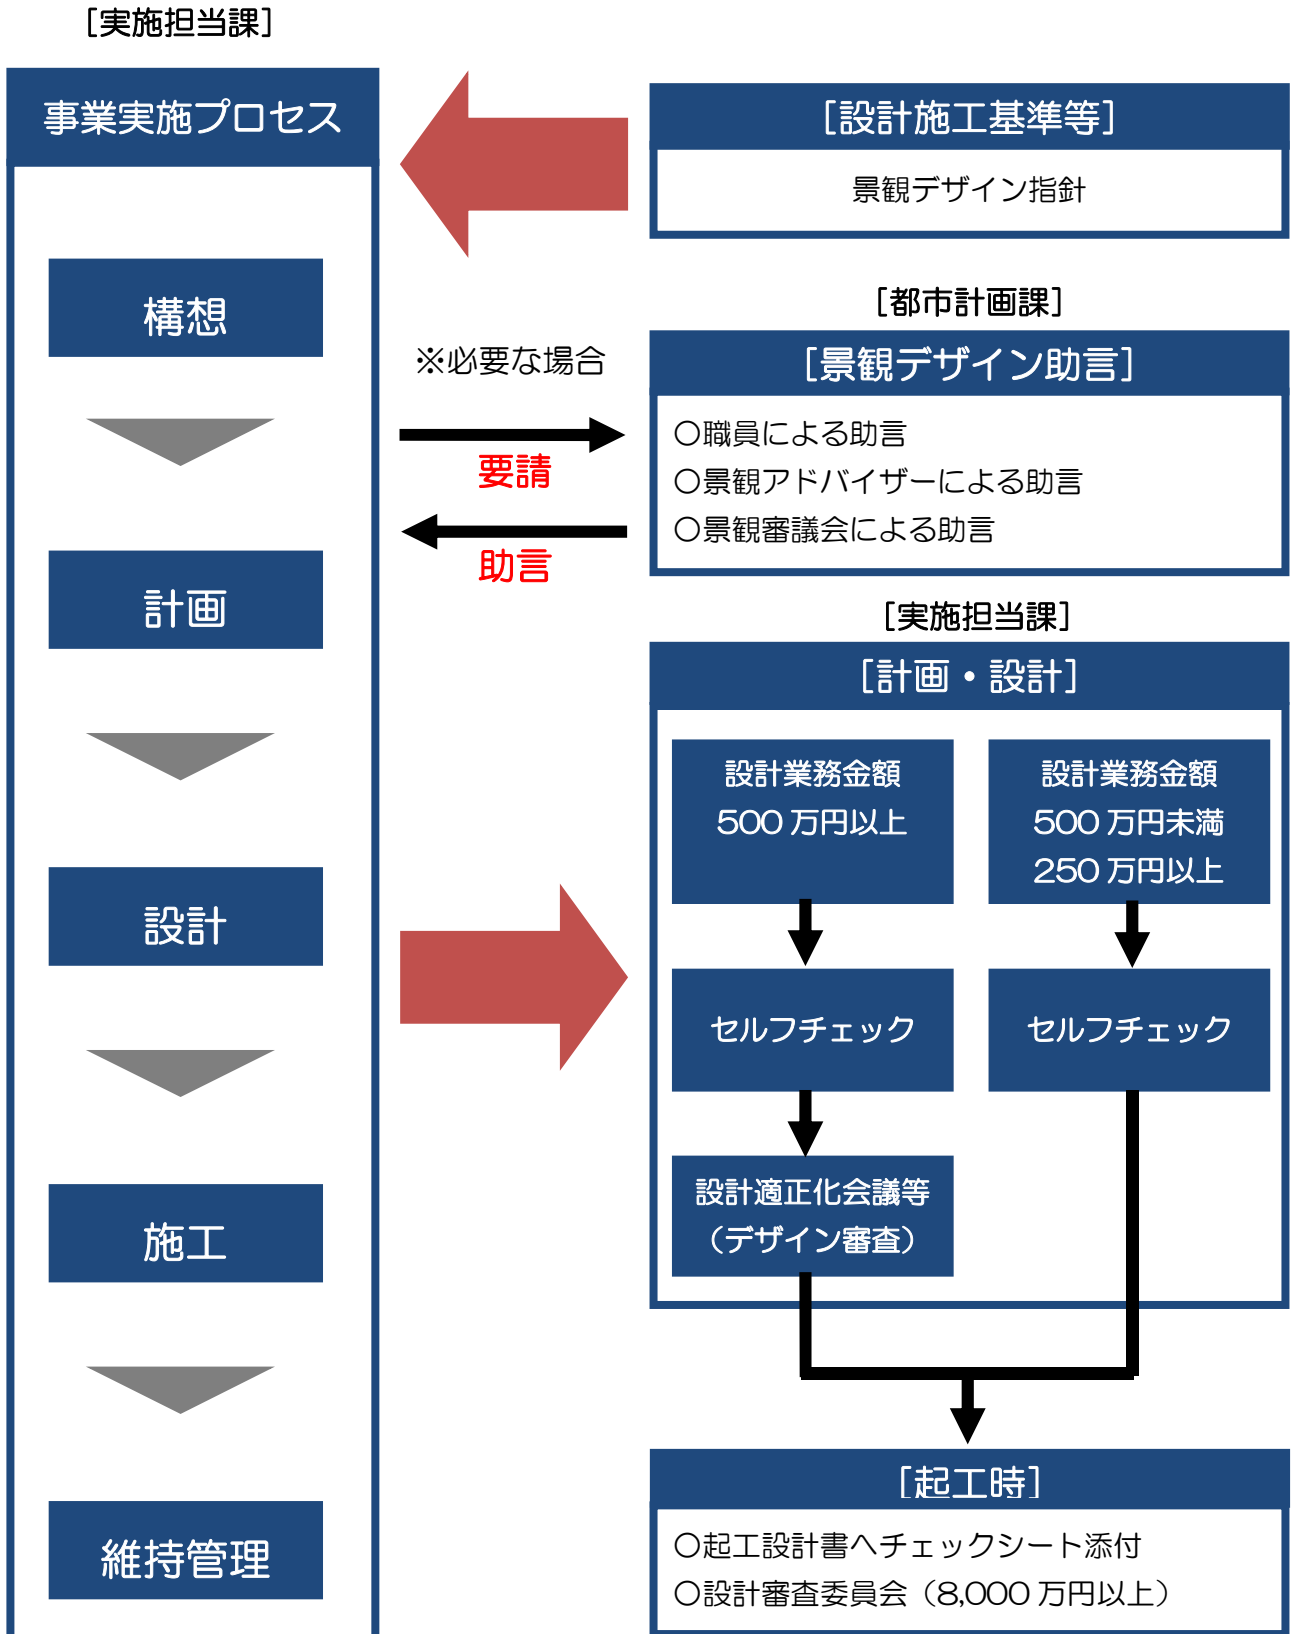 [実施担当課]
事業実施プロセス
構想
計画
設計
施工
維持管理
[設計施工基準等]
景観デザイン指針
※必要な場合
要請
助言
[都市計画課]
[景観デザイン助言]
〇職員による助言
〇景観アドバイザーによる助言
〇景観審議会による助言
[実施担当課]
[計画・設計]
設計業務金額
500 万円以上
セルフチェック
設計適正化会議等
（デザイン審査）
設計業務金額
500 万円未満
250 万円以上
セルフチェック
[起工時]
〇起工設計書へチェックシート添付
〇設計審査委員会（8,000 万円以上）